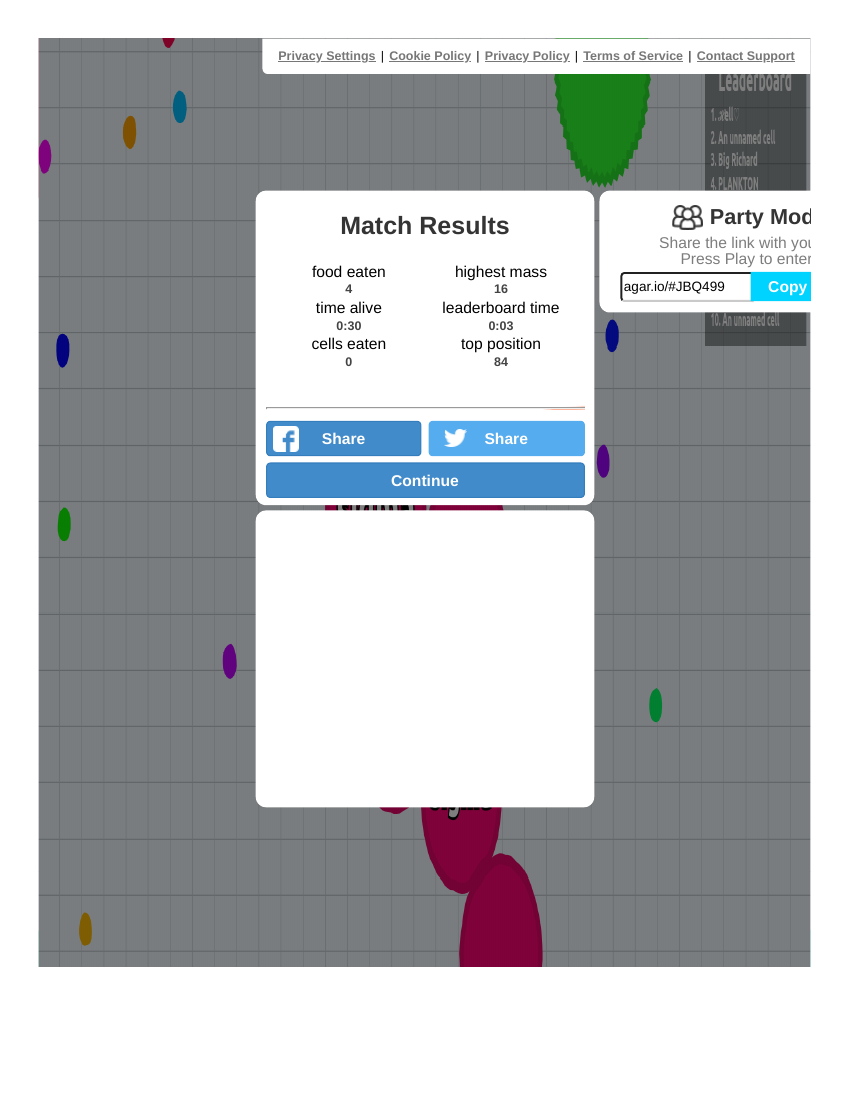 Privacy Settings | Cookie Policy | Privacy Policy | Terms of Service | Contact Support
Leaderboard
2. An unnamed cell
3. Big Richard
4. PLANKTON
10. An unnamed cell
Match Results
food eaten
4
highest mass
16
time alive
0:30
leaderboard time
0:03
cells eaten
0
top position
84
Share
Share
Continue
Party Mod
Share the link with you
Press Play to enter
agar.io/#JBQ499
Copy